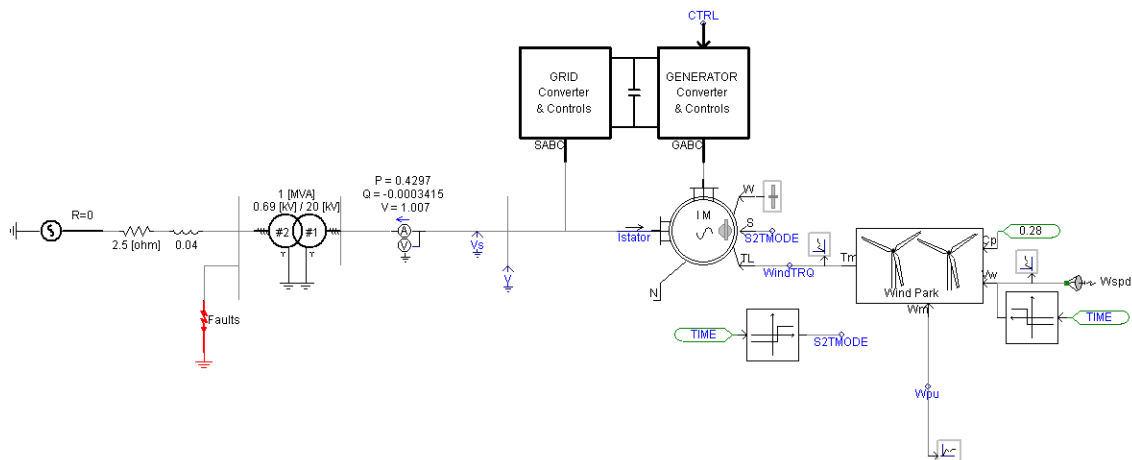 CTRL
GRID
Converter
& Controls
GENERATOR
Converter
& Controls
SABC
GABC
1 [MVA]
0.69 [kV] / 20 [kV]
P = 0.4297
Q = -0.0003415
V = 1.007
R=0
#2
#1
A
V
2.5 [ohm]
0.04
Vs
V
Istator
I M
W
S
S2TMODE
TL
N
WindTRQ
Tm
Wind Park
Cp
0.28
Vw
Wspd
Wm
TIME
Faults
TIME
S2TMODE
Wpu